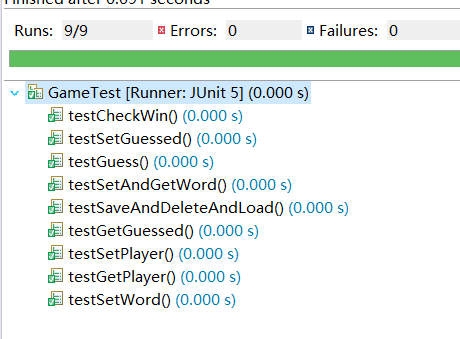 Finished after 0.091 seconds
Runs: 9/9 Errors: 0 Failures: 0
GameTest [Runner: JUnit 5] (0.000 s)
testCheckWin() (0.000 s)
testSetGuessed() (0.000 s)
testGuess() (0.000 s)
testSetAndGetWord() (0.000 s)
testSaveAndDeleteAndLoad() (0.000 s)
testGetGuessed() (0.000 s)
testSetPlayer() (0.000 s)
testGetPlayer() (0.000 s)
testSetWord() (0.000 s)